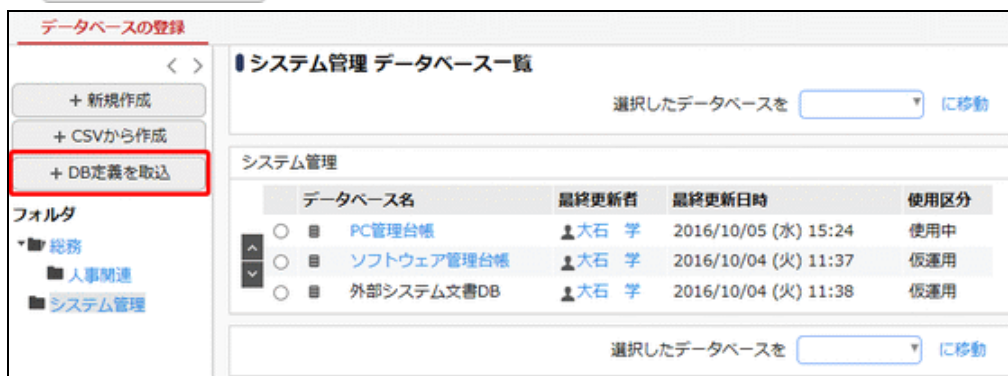 データベースの登録
< >
+ 新規作成
+ CSVから作成
+ DB定義を取込
フォルダ
総務
人事関連
システム管理
システム管理 データベース一覧
選択したデータベースを に移動
システム管理
データベース名 最終更新者 最終更新日時 使用区分
PC管理台帳 大石 学 2016/10/05 (水) 15:24 使用中
ソフトウェア管理台帳 大石 学 2016/10/04 (火) 11:37 仮運用
外部システム文書DB 大石 学 2016/10/04 (火) 11:38 仮運用
選択したデータベースを に移動